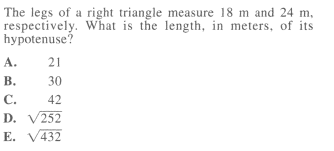 The legs of a right triangle measure 18 m and 24 m,
respectively. What is the length, in meters, of its
hypotenuse?
A. 21
B. 30
C. 42
D. √252
E. √432